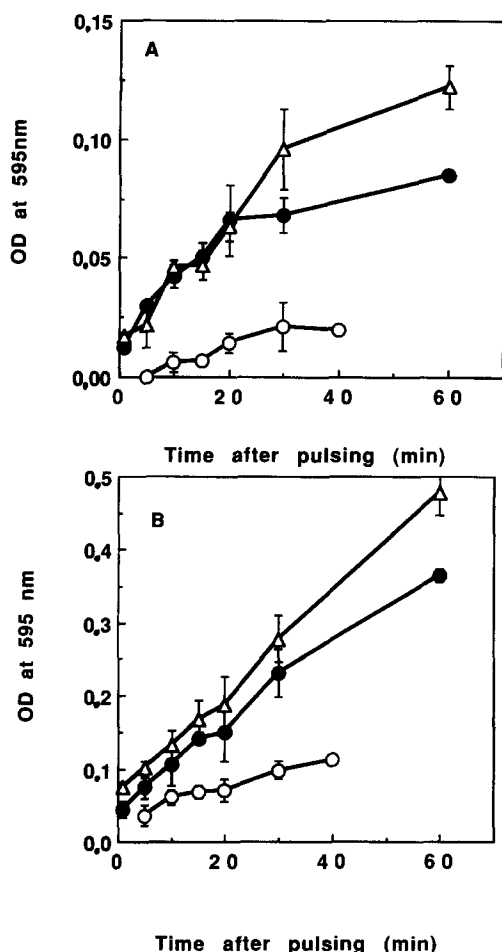 0,15
A
0,10
OD at 595nm
0,05
0,00
0 20 40 60
Time after pulsing (min)
0,5
B
0,4
0,3
OD at 595 nm
0,2
0,1
0,0
0 20 40 60
Time after pulsing (min)